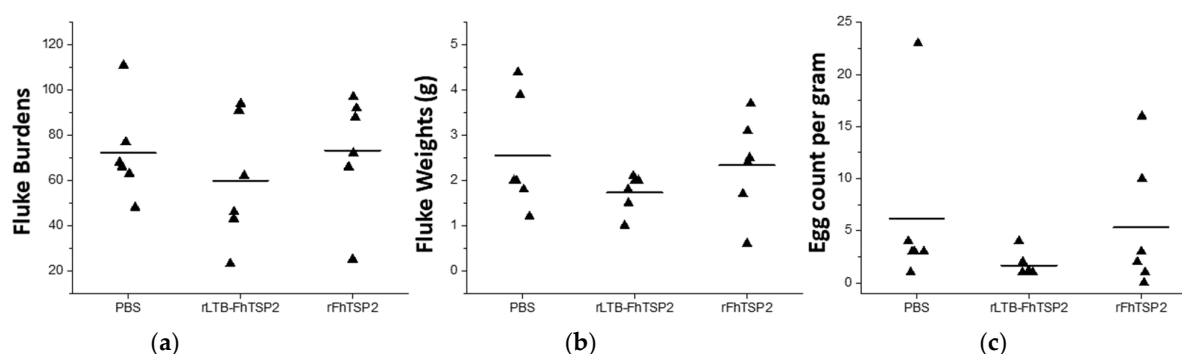 Fluke Burdens
120
100
80
60
40
20
PBS
rLTB-FhTSP2
rFhTSP2
(a)
Fluke Weights (g)
5
4
3
2
1
0
PBS
rLTB-FhTSP2
rFhTSP2
(b)
Egg count per gram
25
20
15
10
5
0
PBS
rLTB-FhTSP2
rFhTSP2
(c)